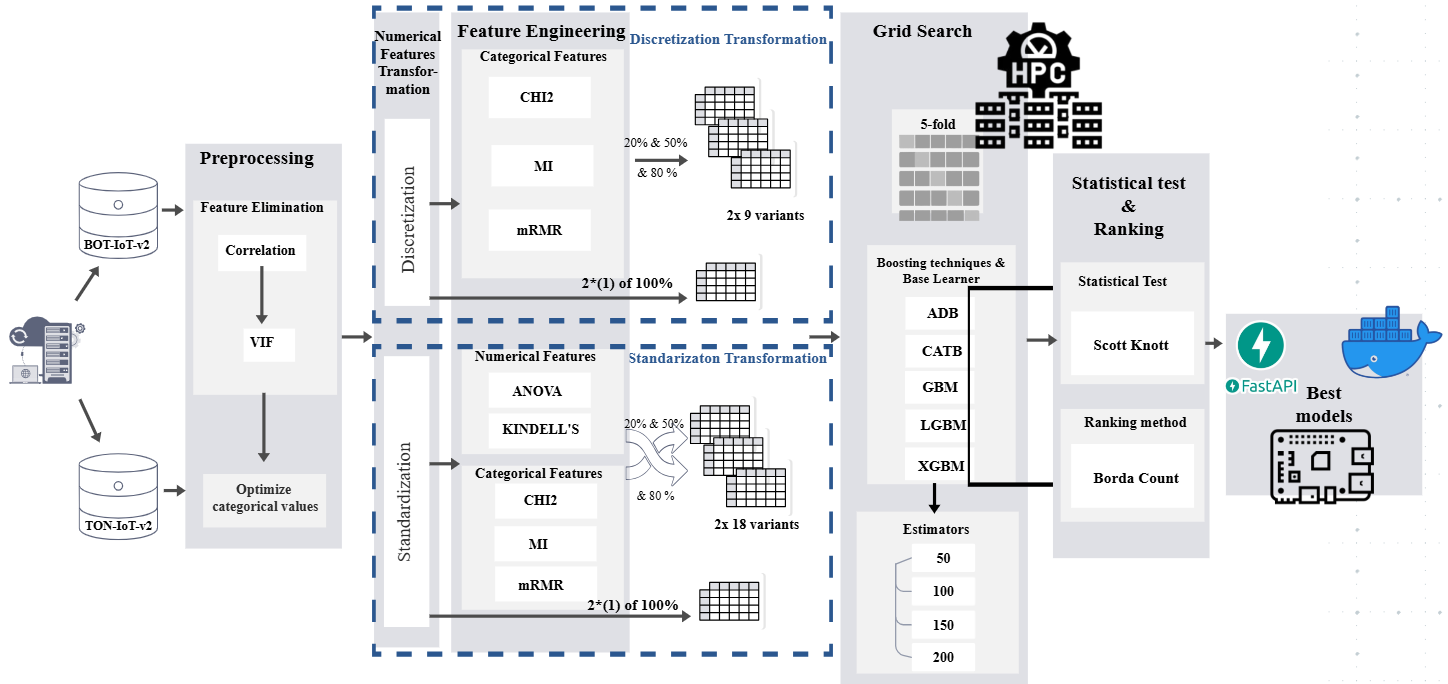 BOT-IoT-v2
TON-IoT-v2
Preprocessing
Feature Elimination
Correlation
VIF
Optimize
categorical values
Numerical
Features
Transfor-
mation
Discretization
Feature Engineering
Categorical Features
CHI2
MI
mRMR
Discretization Transformation
20% & 50%
& 80 %
2x 9 variants
2*(1) of 100%
Standardization
Numerical Features
ANOVA
KINDELL'S
Categorical Features
CHI2
MI
mRMR
Standarizaton Transformation
20% & 50%
& 80 %
2x 18 variants
2*(1) of 100%
Grid Search
HPC
5-fold
Boosting techniques &
Base Learner
ADB
CATB
GBM
LGBM
XGBM
Estimators
50
100
150
200
Statistical test
&
Ranking
Statistical Test
Scott Knott
Ranking method
Borda Count
FastAPI
Best
models